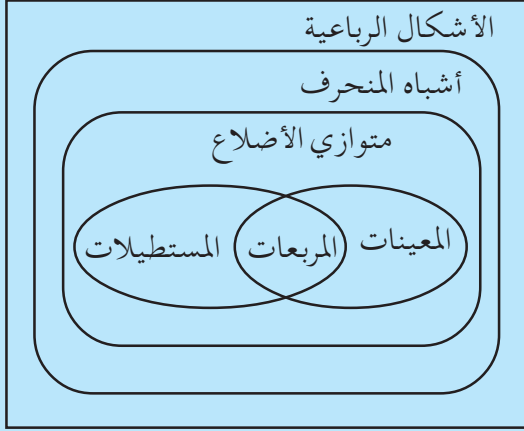 الأشكال الرباعية
أشباه المنحرف
متوازي الأضلاع
المعينات
المربعات
المستطيلات